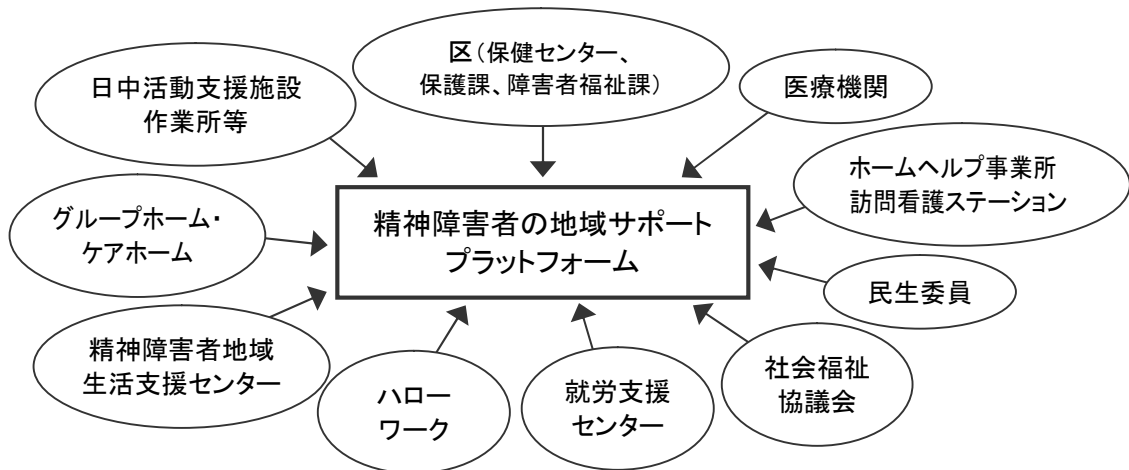 区(保健センター、
保護課、障害者福祉課)
日中活動支援施設
作業所等
医療機関
ホームヘルプ事業所
訪問看護ステーション
グループホーム・
ケアホーム
精神障害者の地域サポート
プラットフォーム
民生委員
精神障害者地域
生活支援センター
ハロー
ワーク
就労支援
センター
社会福祉
協議会